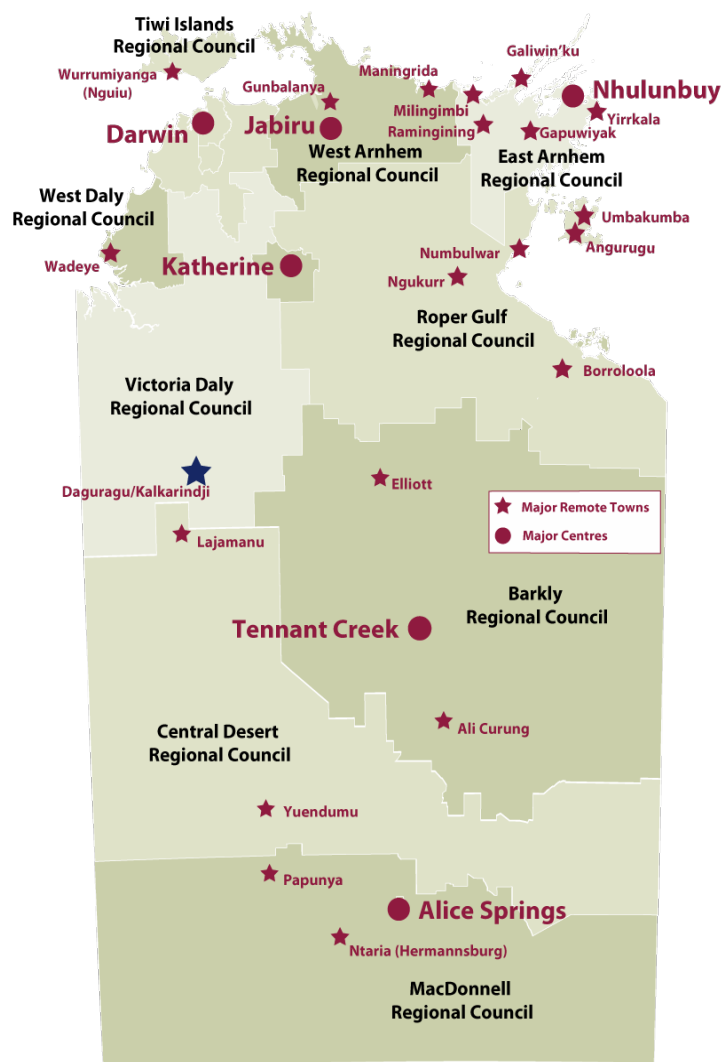 Tiwi Islands
Regional Council
Wurrumiyanga
(Nguiu)
Galiwin’ku
Maningrida
Gunbalanya
Nhulunbuy
Milingimbi
Yirrkala
Darwin
Jabiru
Ramingining
Gapuwiyak
West Arnhem
Regional Council
East Arnhem
Regional Council
West Daly
Regional Council
Umbakumba
Angurugu
Wadeye
Katherine
Numbulwar
Ngukurr
Roper Gulf
Regional Council
Borroloola
Victoria Daly
Regional Council
Daguragu/Kalkarindji
Elliott
Major Remote Towns
Major Centres
Lajamanu
Barkly
Regional Council
Tennant Creek
Central Desert
Regional Council
Ali Curung
Yuendumu
Papunya
Alice Springs
Ntaria (Hermannsburg)
MacDonnell
Regional Council